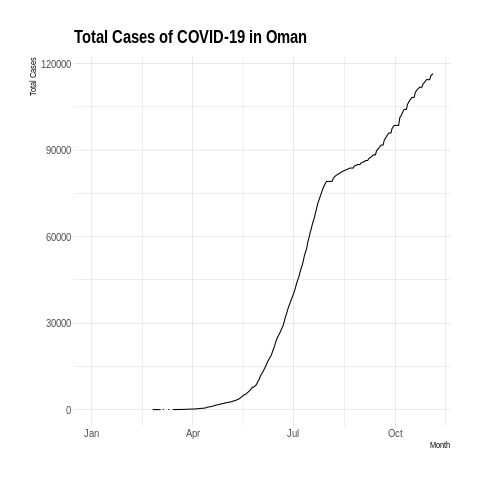 Total Cases of COVID-19 in Oman
Total Cases
120000
90000
60000
30000
0
Jan Apr Jul Oct
Month